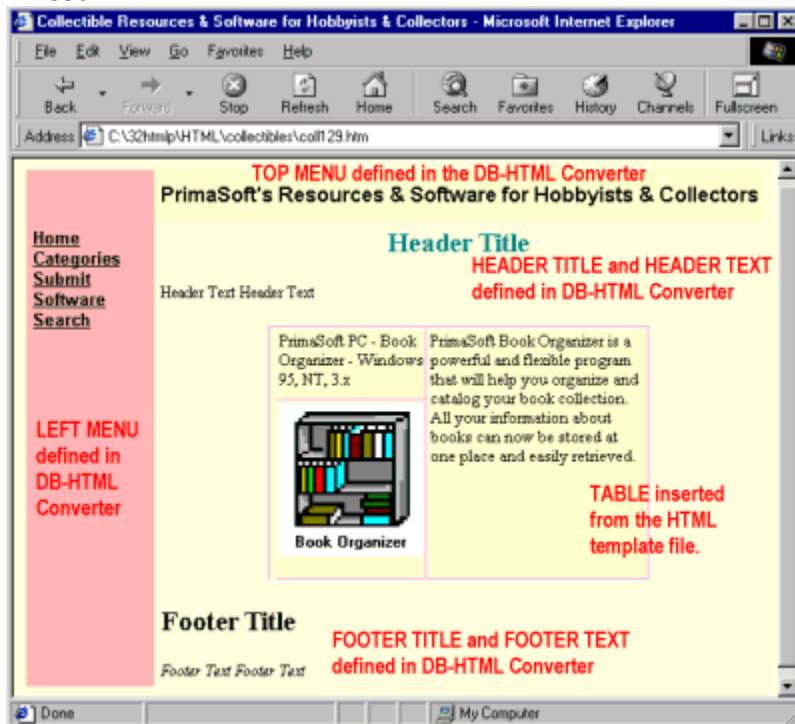 Collectible Resources & Software for Hobbyists & Collectors - Microsoft Internet Explorer
File Edit View Go Favorites Help
Back Forward Stop Refresh Home Search Favorites History Channels Fullscreen
Address C:\32htmlp\HTML\collectibles\coll129.htm Links
TOP MENU defined in the DB-HTML Converter
PrimaSoft's Resources & Software for Hobbyists & Collectors
Home
Categories
Submit
Software
Search
LEFT MENU
defined in
DB-HTML
Converter
Header Title
HEADER TITLE and HEADER TEXT
defined in DB-HTML Converter
Header Text Header Text
PrimaSoft PC - Book
Organizer - Windows
95, NT, 3.x
Book Organizer
PrimaSoft Book Organizer is a
powerful and flexible program
that will help you organize and
catalog your book collection.
All your information about
books can now be stored at
one place and easily retrieved.
TABLE inserted
from the HTML
template file.
Footer Title
FOOTER TITLE and FOOTER TEXT
defined in DB-HTML Converter
Footer Text Footer Text
Done My Computer